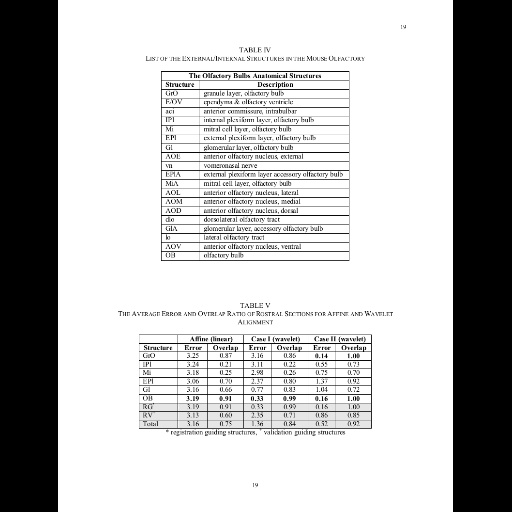 19
TABLE IV
LIST OF THE EXTERNAL/INTERNAL STRUCTURES IN THE MOUSE OLFACTORY
The Olfactory Bulbs Anatomical Structures
Structure Description
GrO granule layer, olfactory bulb
E/OV ependyma & olfactory ventricle
aci anterior commissure, intrabulbar
IPl internal plexiform layer, olfactory bulb
Mi mitral cell layer, olfactory bulb
EPl external plexiform layer, olfactory bulb
Gl glomerular layer, olfactory bulb
AOE anterior olfactory nucleus, external
vn vomeronasal nerve
EPlA external plexiform layer accessory olfactory bulb
MiA mitral cell layer, olfactory bulb
AOL anterior olfactory nucleus, lateral
AOM anterior olfactory nucleus, medial
AOD anterior olfactory nucleus, dorsal
dlo dorsolateral olfactory tract
GlA glomerular layer, accessory olfactory bulb
lo lateral olfactory tract
AOV anterior olfactory nucleus, ventral
OB olfactory bulb
TABLE V
THE AVERAGE ERROR AND OVERLAP RATIO OF ROSTRAL SECTIONS FOR AFFINE AND WAVELET
ALIGNMENT
Affine (linear) Case I (wavelet) Case II (wavelet)
Structure Error Overlap Error Overlap Error Overlap
GrO 3.25 0.87 3.16 0.86 0.14 1.00
IPl 3.24 0.21 3.11 0.22 0.55 0.73
Mi 3.18 0.25 2.98 0.26 0.75 0.70
EPl 3.06 0.70 2.37 0.80 1.37 0.92
Gl 3.16 0.66 0.77 0.83 1.04 0.72
OB 3.19 0.91 0.33 0.99 0.16 1.00
RG* 3.19 0.91 0.33 0.99 0.16 1.00
RV 3.13 0.60 2.35 0.71 0.86 0.85
Total 3.16 0.75 1.36 0.84 0.52 0.92
* registration guiding structures, validation guiding structures
19